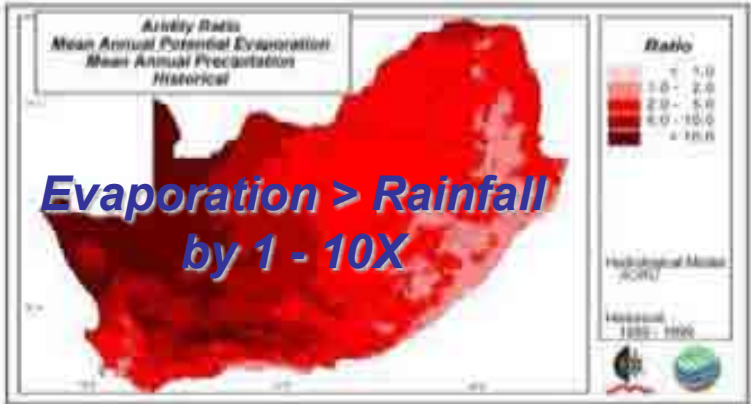 Aridity Ratio
Mean Annual Potential Evaporation
Mean Annual Precipitation
Historical
Evaporation > Rainfall
by 1 - 10X
Ratio
< 1.0
1.0 - 2.0
2.0 - 5.0
5.0 - 10.0
> 10.0
Hydrological Model
ACRU
Historical